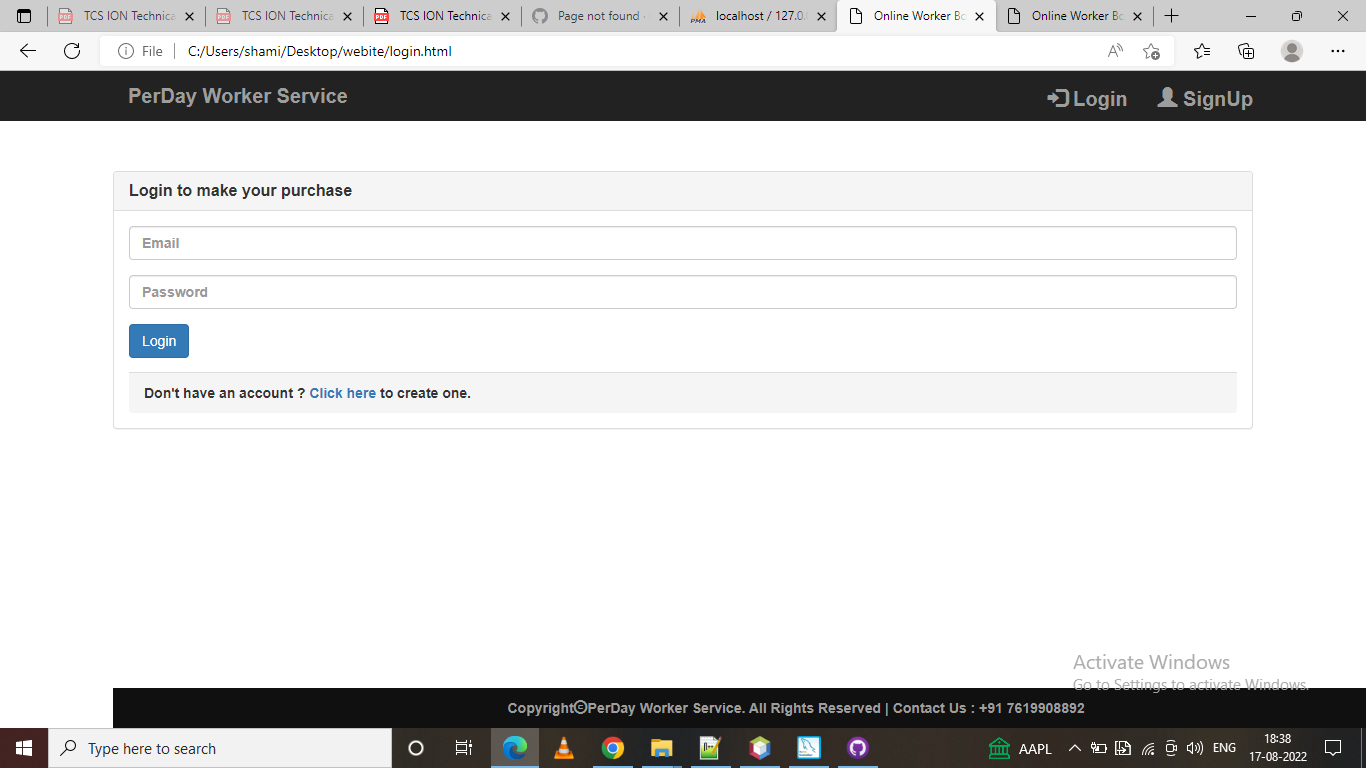 TCS ION Technica
TCS ION Technica
TCS ION Technica
Page not found
localhost / 127.0.
Online Worker Bo
Online Worker Bo
File
C:/Users/shami/Desktop/webite/login.html
PerDay Worker Service
Login
SignUp
Login to make your purchase
Email
Password
Login
Don't have an account ? Click here to create one.
Activate Windows
Go to Settings to activate Windows.
Copyright©PerDay Worker Service. All Rights Reserved | Contact Us : +91 7619908892
Type here to search
AAPL
ENG
18:38
17-08-2022